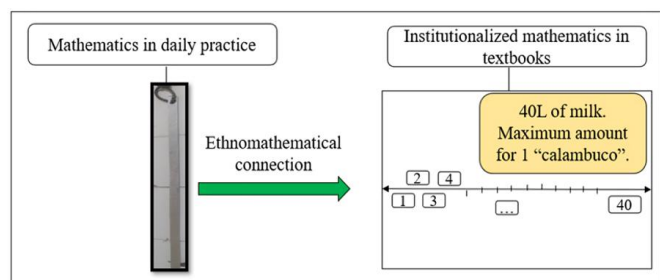 Mathematics in daily practice
Institutionalized mathematics in
textbooks
Ethnomathematical
connection
40L of milk.
Maximum amount
for 1 “calambuco”.
2 4
1 3 ... 40